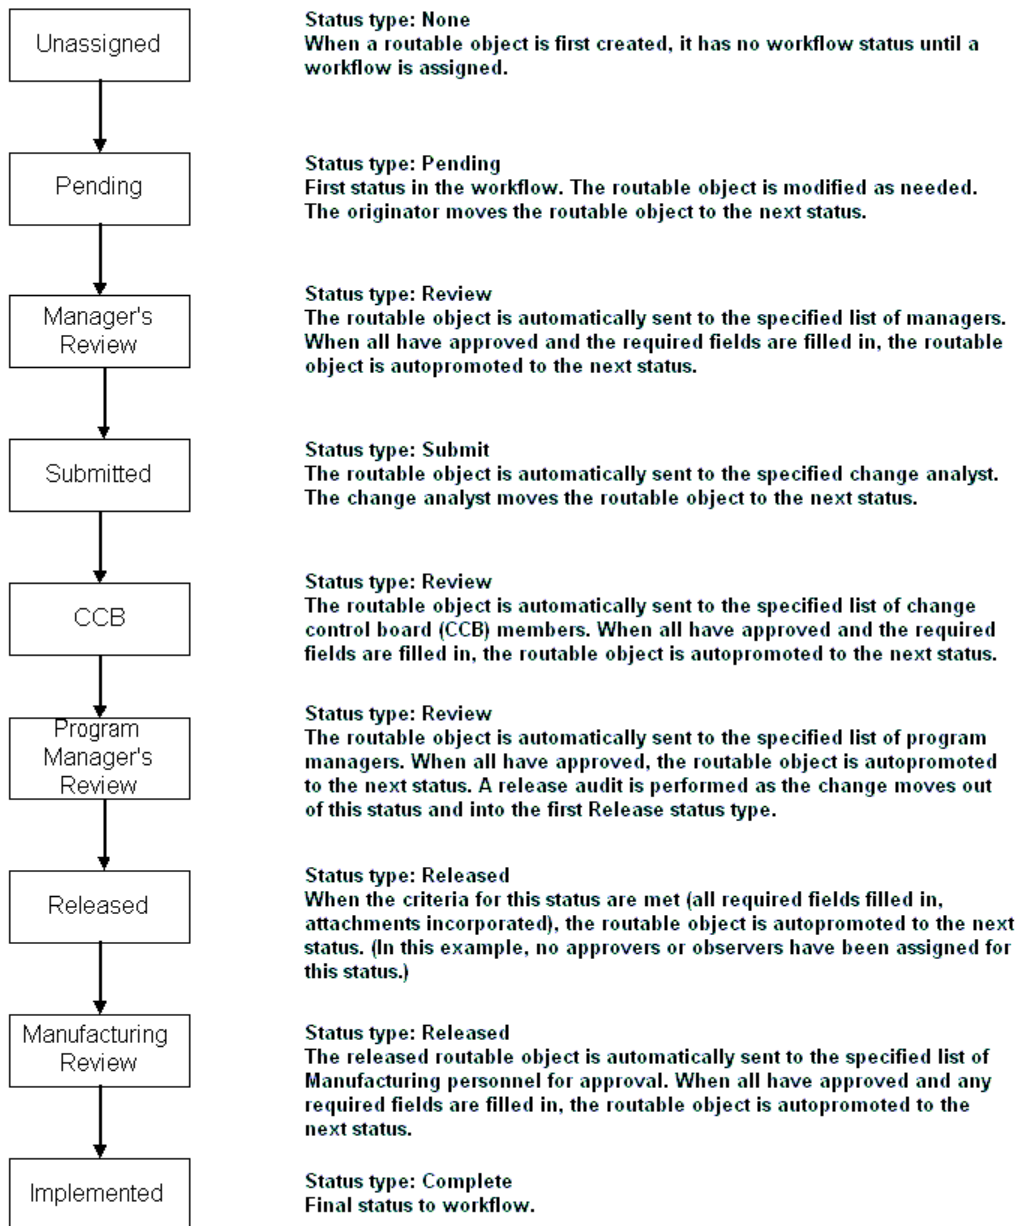 Unassigned
Status type: None
When a routable object is first created, it has no workflow status until a
workflow is assigned.
Pending
Status type: Pending
First status in the workflow. The routable object is modified as needed.
The originator moves the routable object to the next status.
Manager's
Review
Status type: Review
The routable object is automatically sent to the specified list of managers.
When all have approved and the required fields are filled in, the routable
object is autopromoted to the next status.
Submitted
Status type: Submit
The routable object is automatically sent to the specified change analyst.
The change analyst moves the routable object to the next status.
CCB
Status type: Review
The routable object is automatically sent to the specified list of change
control board (CCB) members. When all have approved and the required
fields are filled in, the routable object is autopromoted to the next status.
Program
Manager's
Review
Status type: Review
The routable object is automatically sent to the specified list of program
managers. When all have approved, the routable object is autopromoted
to the next status. A release audit is performed as the change moves out
of this status and into the first Release status type.
Released
Status type: Released
When the criteria for this status are met (all required fields filled in,
attachments incorporated), the routable object is autopromoted to the next
status. (In this example, no approvers or observers have been assigned for
this status.)
Manufacturing
Review
Status type: Released
The released routable object is automatically sent to the specified list of
Manufacturing personnel for approval. When all have approved and any
required fields are filled in, the routable object is autopromoted to the
next status.
Implemented
Status type: Complete
Final status to workflow.